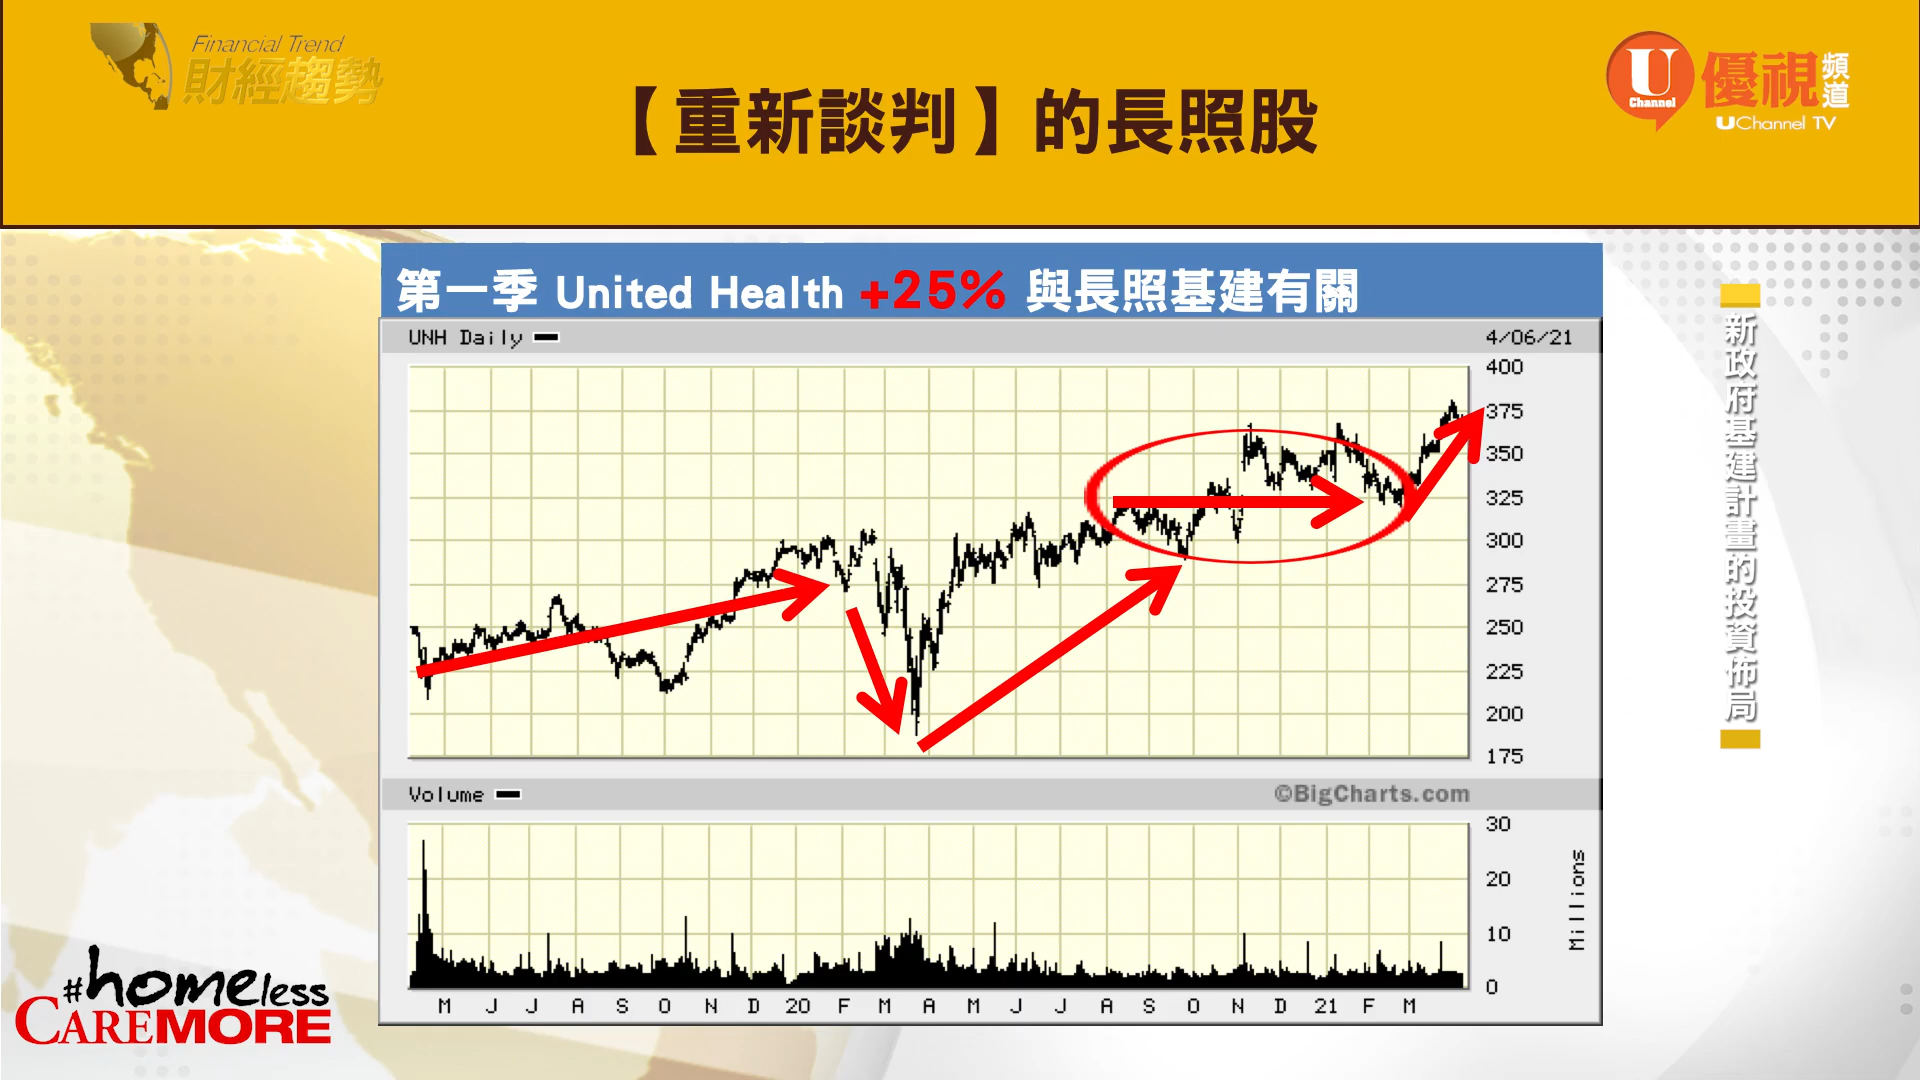 Financial Trend
財經趨勢
【重新談判】的長照股
U
Channel
優視
頻道
UChannel TV
第一季 United Health +25% 與長照基建有關
UNH Daily
4/06/21
400
375
350
325
300
275
250
225
200
175
Volume
©BigCharts.com
30
20
10
0
Millions
M J J A S O N D 20 F M A M J J A S O N D 21 F M
新政府基建計畫的投資佈局
#homeless
CAREMORE